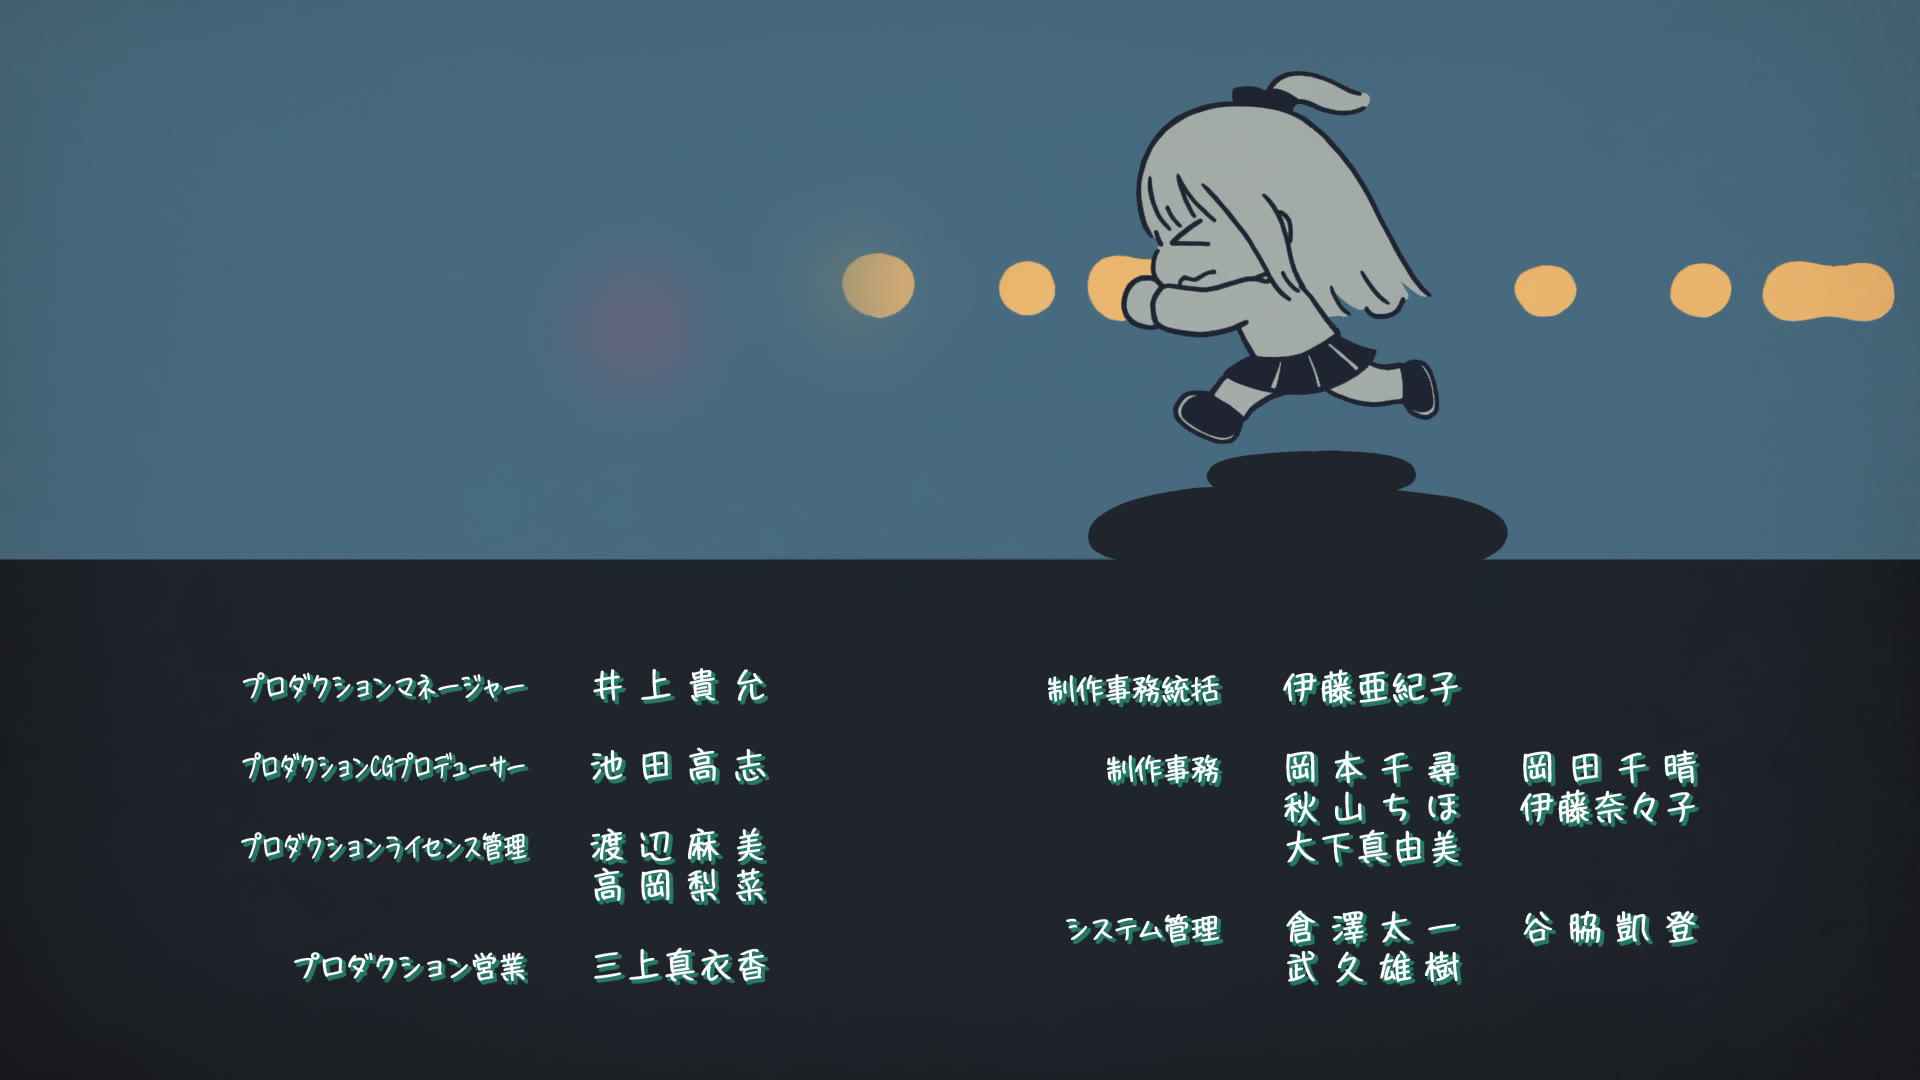 プロダクションマネージャー 井上貴允
プロダクションCGプロデューサー 池田高志
プロダクションライセンス管理 渡辺麻美
高岡梨菜
プロダクション営業 三上真衣香
制作事務統括 伊藤亜紀子
制作事務 岡本千尋 岡田千晴
秋山ちほ 伊藤奈々子
大下真由美
システム管理 倉澤太一 谷脇凱登
武久雄樹